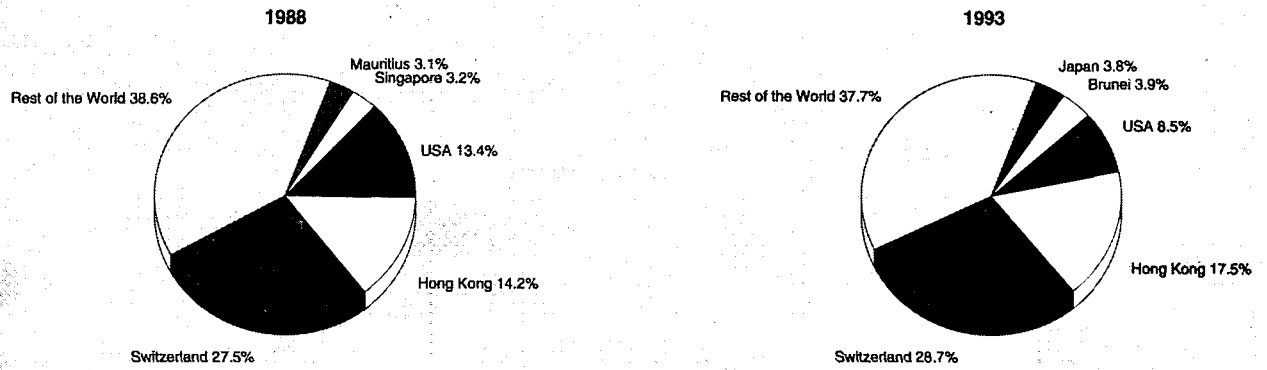 1988
Mauritius 3.1%
Singapore 3.2%
Rest of the World 38.6%
USA 13.4%
Hong Kong 14.2%
Switzerland 27.5%
1993
Japan 3.8%
Brunei 3.9%
Rest of the World 37.7%
USA 8.5%
Hong Kong 17.5%
Switzerland 28.7%